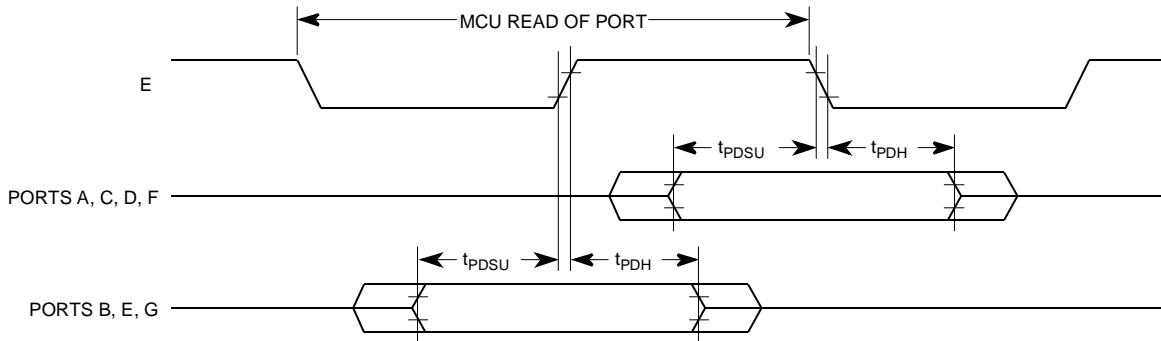 MCU READ OF PORT
E
tPDSU tPDH
PORTS A, C, D, F
tPDSU tPDH
PORTS B, E, G